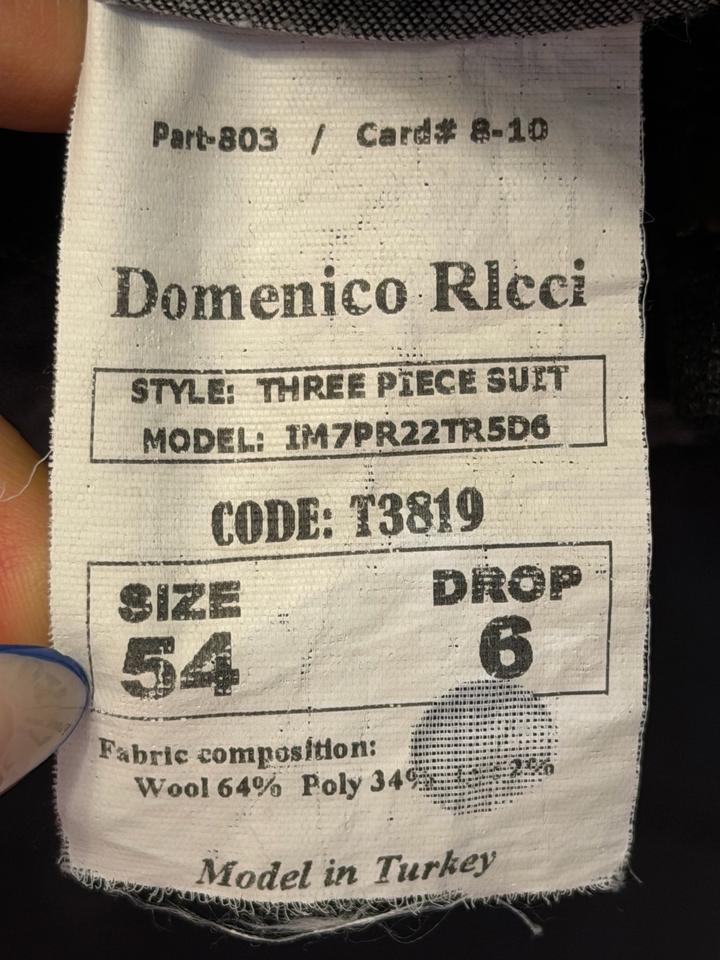 Part-803 / Card# 8-10
Domenico RIcci
STYLE: THREE PIECE SUIT
MODEL: IM7PR22TR5D6
CODE: T3819
SIZE DROP
54 6
Fabric composition:
Wool 64% Poly 34% 2%
Model in Turkey